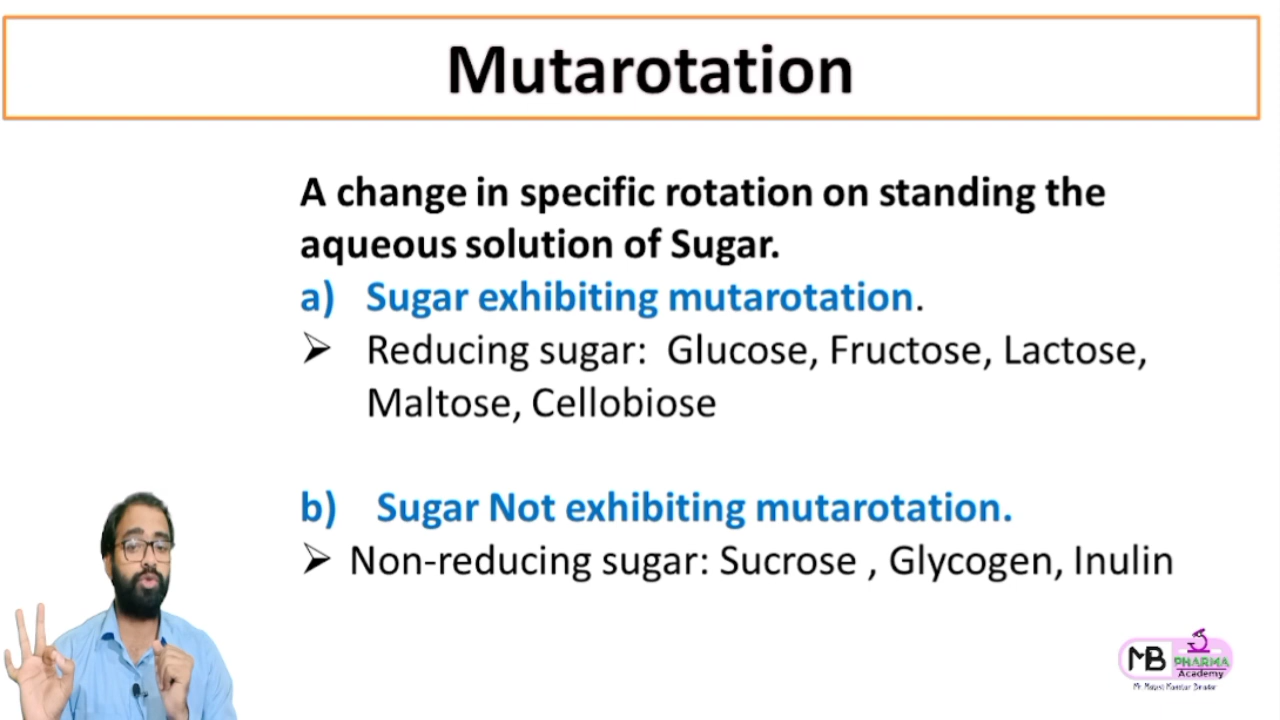 Mutarotation
A change in specific rotation on standing the
aqueous solution of Sugar.
a) Sugar exhibiting mutarotation.
➢ Reducing sugar: Glucose, Fructose, Lactose,
Maltose, Cellobiose
b) Sugar Not exhibiting mutarotation.
➢ Non-reducing sugar: Sucrose , Glycogen, Inulin
MB PHARMA
Academy